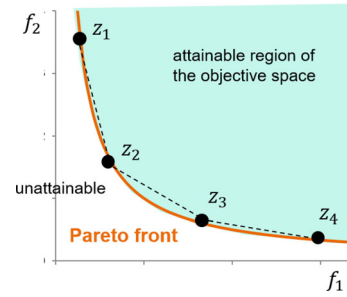 f₂
z₁
attainable region of
the objective space
z₂
unattainable
z₃
z₄
Pareto front
f₁